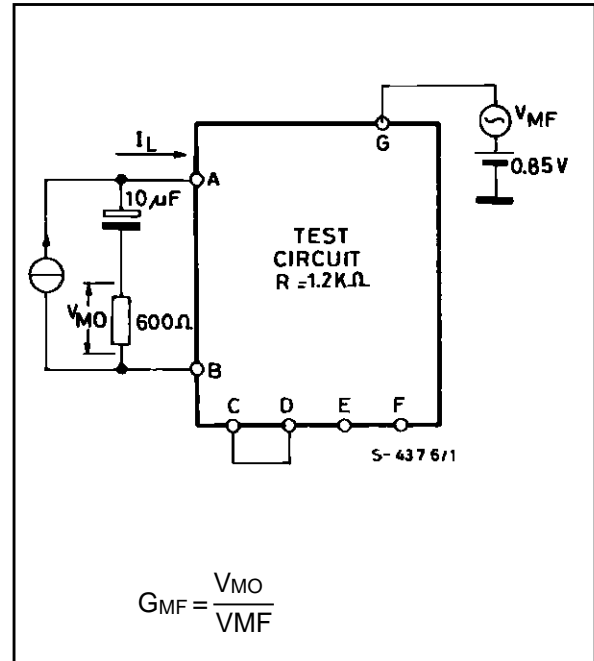 G
V_MF
0.85V
I_L
A
10µF
TEST
CIRCUIT
R=1.2KΩ
V_MO
600Ω
B
C D E F
S-4376/1
G_MF = V_MO / VMF